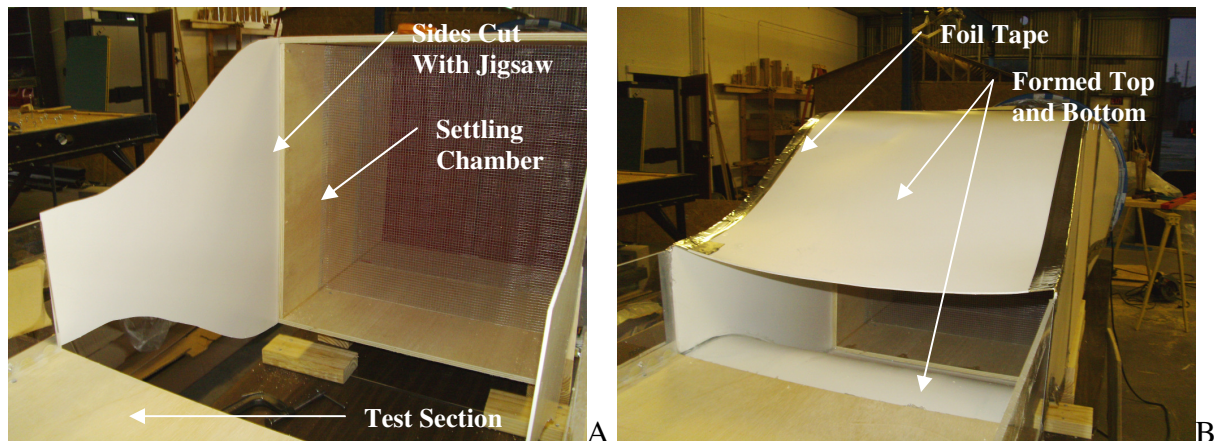 Sides Cut
With Jigsaw
Settling
Chamber
Test Section
A
Foil Tape
Formed Top
and Bottom
B